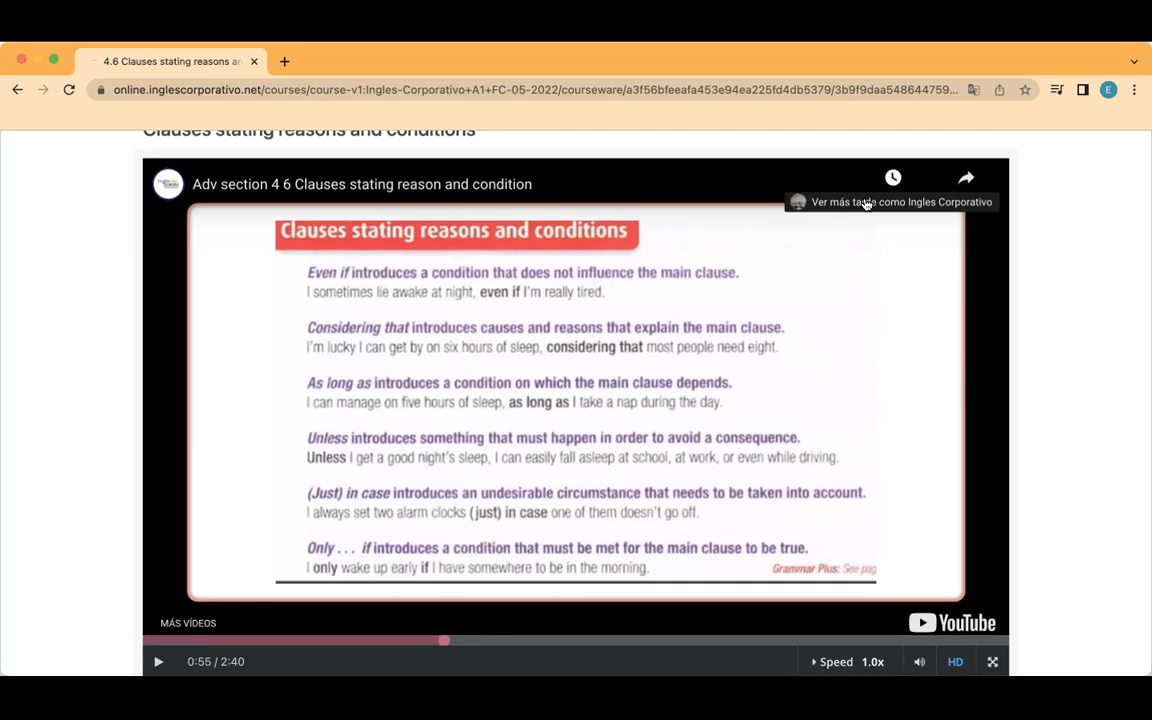 4.6 Clauses stating reasons an
online.inglescorporativo.net/courses/course-v1:Ingles-Corporativo+A1+FC-05-2022/courseware/a3f56bfeeafa453e94ea225fd4db5379/3b9f9daa548644759...
E
Clauses stating reasons and conditions
Adv section 4 6 Clauses stating reason and condition
Ver más tarde como Ingles Corporativo
Clauses stating reasons and conditions
Even if introduces a condition that does not influence the main clause.
I sometimes lie awake at night, even if I'm really tired.
Considering that introduces causes and reasons that explain the main clause.
I'm lucky I can get by on six hours of sleep, considering that most people need eight.
As long as introduces a condition on which the main clause depends.
I can manage on five hours of sleep, as long as I take a nap during the day.
Unless introduces something that must happen in order to avoid a consequence.
Unless I get a good night's sleep, I can easily fall asleep at school, at work, or even while driving.
(Just) in case introduces an undesirable circumstance that needs to be taken into account.
I always set two alarm clocks (just) in case one of them doesn't go off.
Only . . . if introduces a condition that must be met for the main clause to be true.
I only wake up early if I have somewhere to be in the morning.
Grammar Plus: See pag
MÁS VÍDEOS
YouTube
0:55 / 2:40
Speed 1.0x
HD